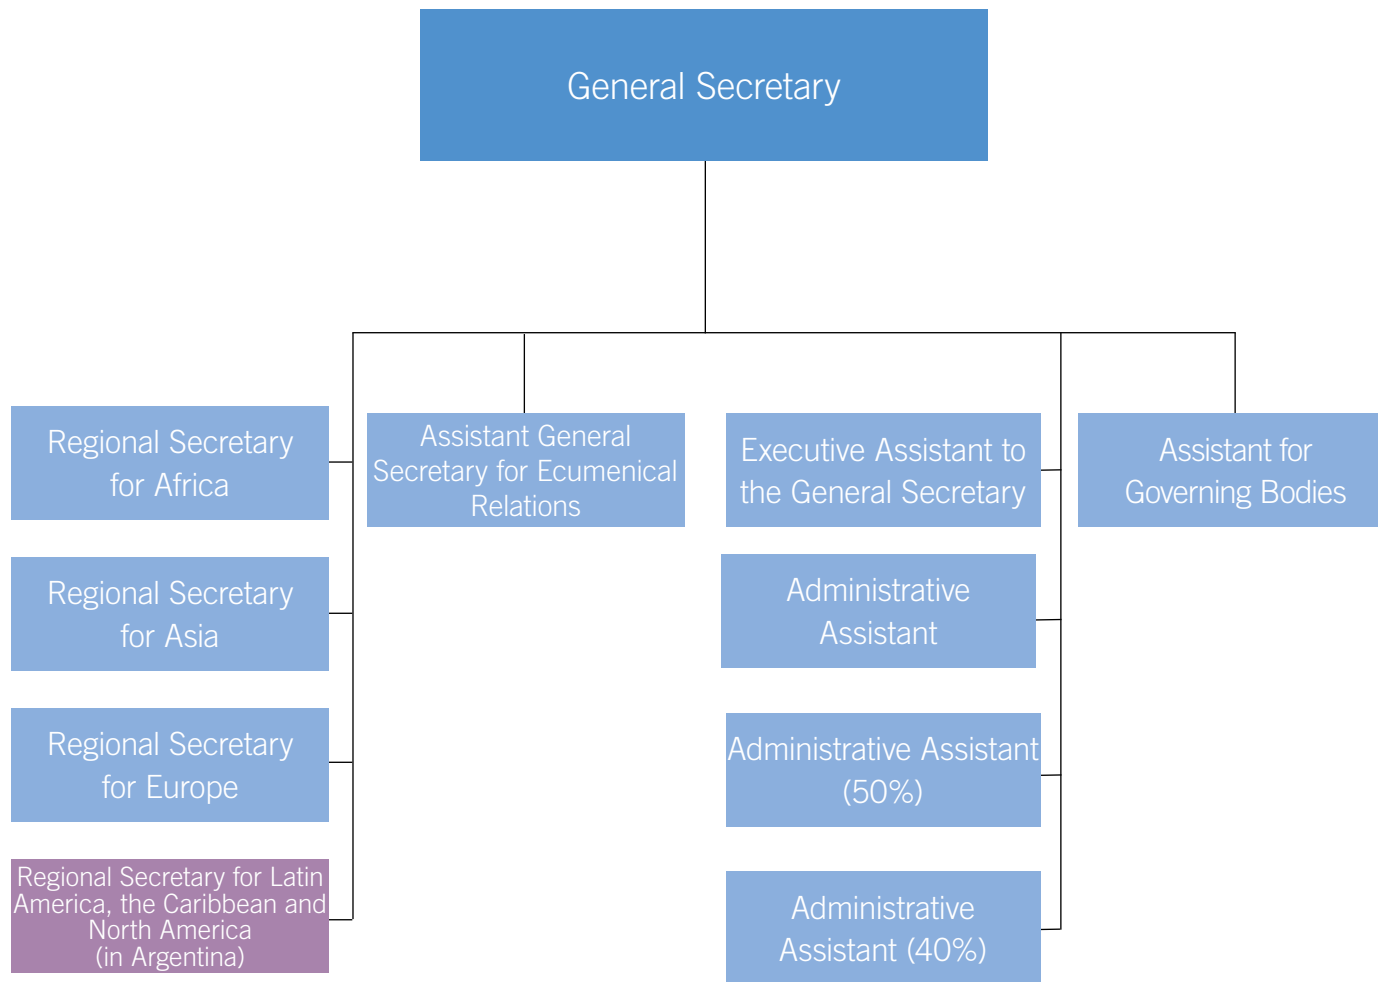 General Secretary
Regional Secretary
for Africa
Assistant General
Secretary for Ecumenical
Relations
Executive Assistant to
the General Secretary
Assistant for
Governing Bodies
Regional Secretary
for Asia
Administrative
Assistant
Regional Secretary
for Europe
Administrative Assistant
(50%)
Regional Secretary for Latin
America, the Caribbean and
North America
(in Argentina)
Administrative
Assistant (40%)